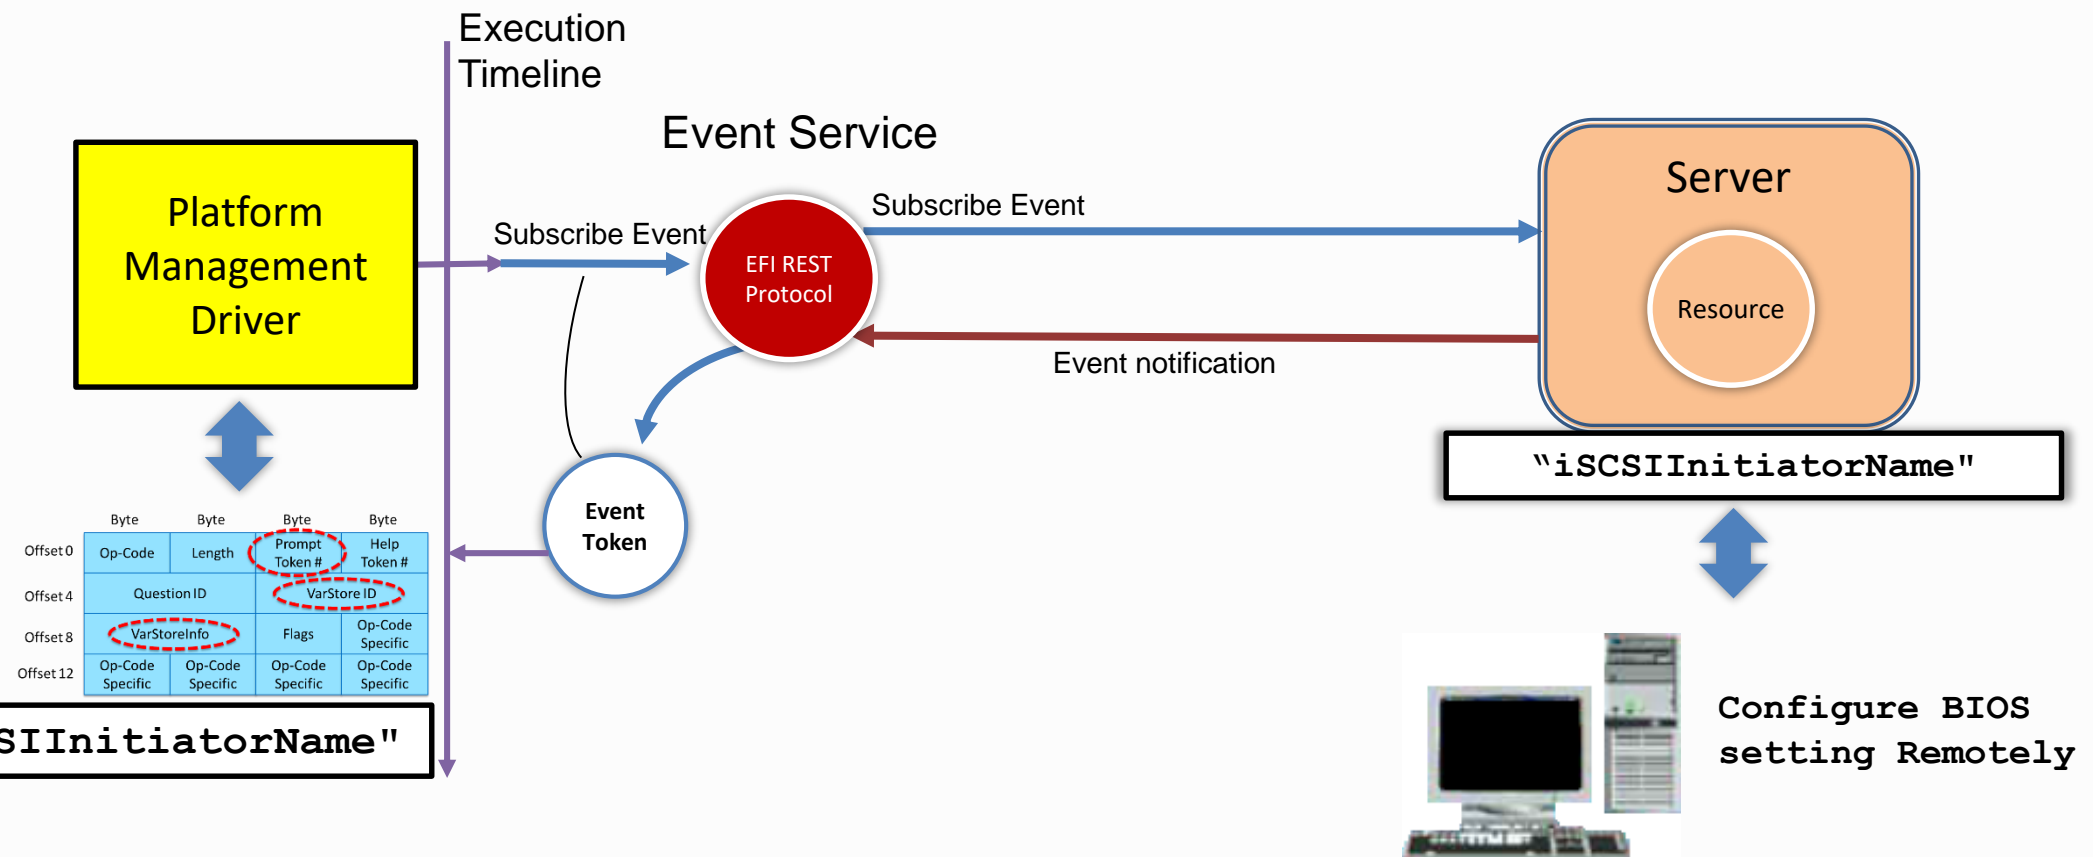 Execution
Timeline
Event Service
Platform
Management
Driver
Subscribe Event
EFI REST
Protocol
Subscribe Event
Event notification
Server
Resource
"iSCSIInitiatorName"
Event
Token
Byte Byte Byte Byte
Offset 0 Op-Code Length Prompt Token # Help Token #
Offset 4 Question ID VarStore ID
Offset 8 VarStoreInfo Flags Op-Code Specific
Offset 12 Op-Code Specific Op-Code Specific Op-Code Specific Op-Code Specific
SIInitiatorName"
Configure BIOS
setting Remotely